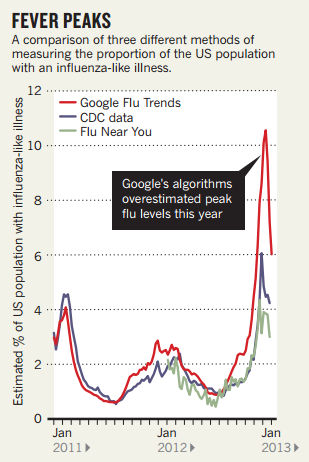 FEVER PEAKS
A comparison of three different methods of
measuring the proportion of the US population
with an influenza-like illness.
Estimated % of US population with influenza-like illness
12
10
8
6
4
2
0
Google Flu Trends
CDC data
Flu Near You
Google's algorithms
overestimated peak
flu levels this year
Jan Jan Jan
2011 2012 2013